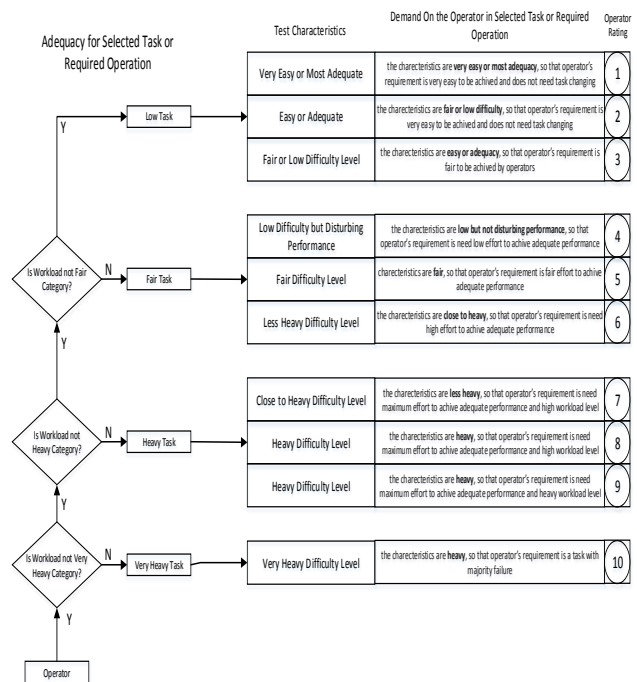 Adequacy for Selected Task or
Required Operation
Test Characteristics
Demand On the Operator in Selected Task or Required
Operation
Operator
Rating
Very Easy or Most Adequate
the charecteristics are very easy or most adequacy, so that operator's
requirement is very easy to be achived and does not need task changing
1
Y
Low Task
Easy or Adequate
the charecteristics are fair or low difficulty, so that operator's requirement is
very easy to be achived and does not need task changing
2
Fair or Low Difficulty Level
the charecteristics are easy or adequacy, so that operator's requirement is
fair to be achived by operators
3
Low Difficulty but Disturbing
Performance
the charecteristics are low but not disturbing performance, so that
operator's requirement is need low effort to achive adequate performance
4
Is Workload not Fair
Category?
N
Fair Task
Fair Difficulty Level
charecteristics are fair, so that operator's requirement is fair effort to achive
adequate performance
5
Less Heavy Difficulty Level
the charecteristics are close to heavy, so that operator's requirement is need
high effort to achive adequate performance
6
Y
Close to Heavy Difficulty Level
the charecteristics are less heavy, so that operator's requirement is need
maximum effort to achive adequate performance and high workload level
7
Is Workload not
Heavy Category?
N
Heavy Task
Heavy Difficulty Level
the charecteristics are heavy, so that operator's requirement is need
maximum effort to achive adequate performance and high workload level
8
Heavy Difficulty Level
the charecteristics are heavy, so that operator's requirement is need
maximum effort to achive adequate performance and heavy workload level
9
Y
Is Workload not Very
Heavy Category?
N
Very Heavy Task
Very Heavy Difficulty Level
the charecteristics are heavy, so that operator's requirement is a task with
majority failure
10
Y
Operator